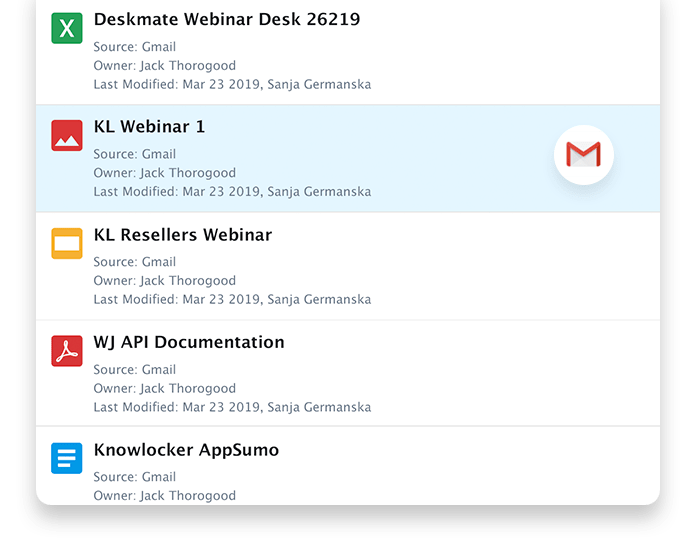 Deskmate Webinar Desk 26219
Source: Gmail
Owner: Jack Thorogood
Last Modified: Mar 23 2019, Sanja Germanska
KL Webinar 1
Source: Gmail
Owner: Jack Thorogood
Last Modified: Mar 23 2019, Sanja Germanska
KL Resellers Webinar
Source: Gmail
Owner: Jack Thorogood
Last Modified: Mar 23 2019, Sanja Germanska
WJ API Documentation
Source: Gmail
Owner: Jack Thorogood
Last Modified: Mar 23 2019, Sanja Germanska
Knowlocker AppSumo
Source: Gmail
Owner: Jack Thorogood